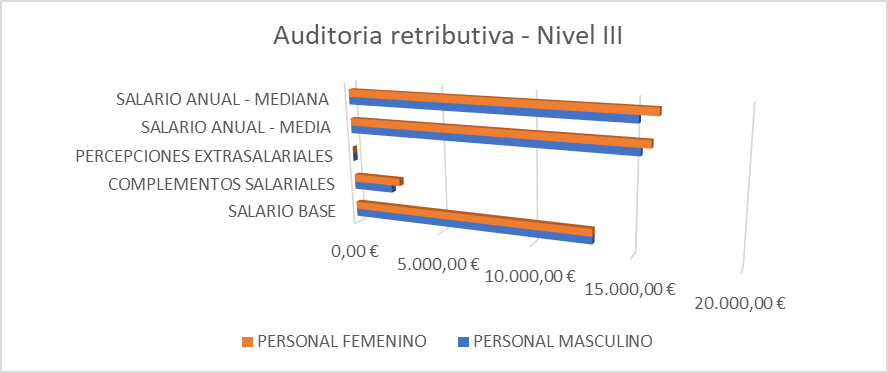 Auditoria retributiva - Nivel III
SALARIO ANUAL - MEDIANA
SALARIO ANUAL - MEDIA
PERCEPCIONES EXTRASALARIALES
COMPLEMENTOS SALARIALES
SALARIO BASE
0,00 €
5.000,00 €
10.000,00 €
15.000,00 €
20.000,00 €
PERSONAL FEMENINO
PERSONAL MASCULINO